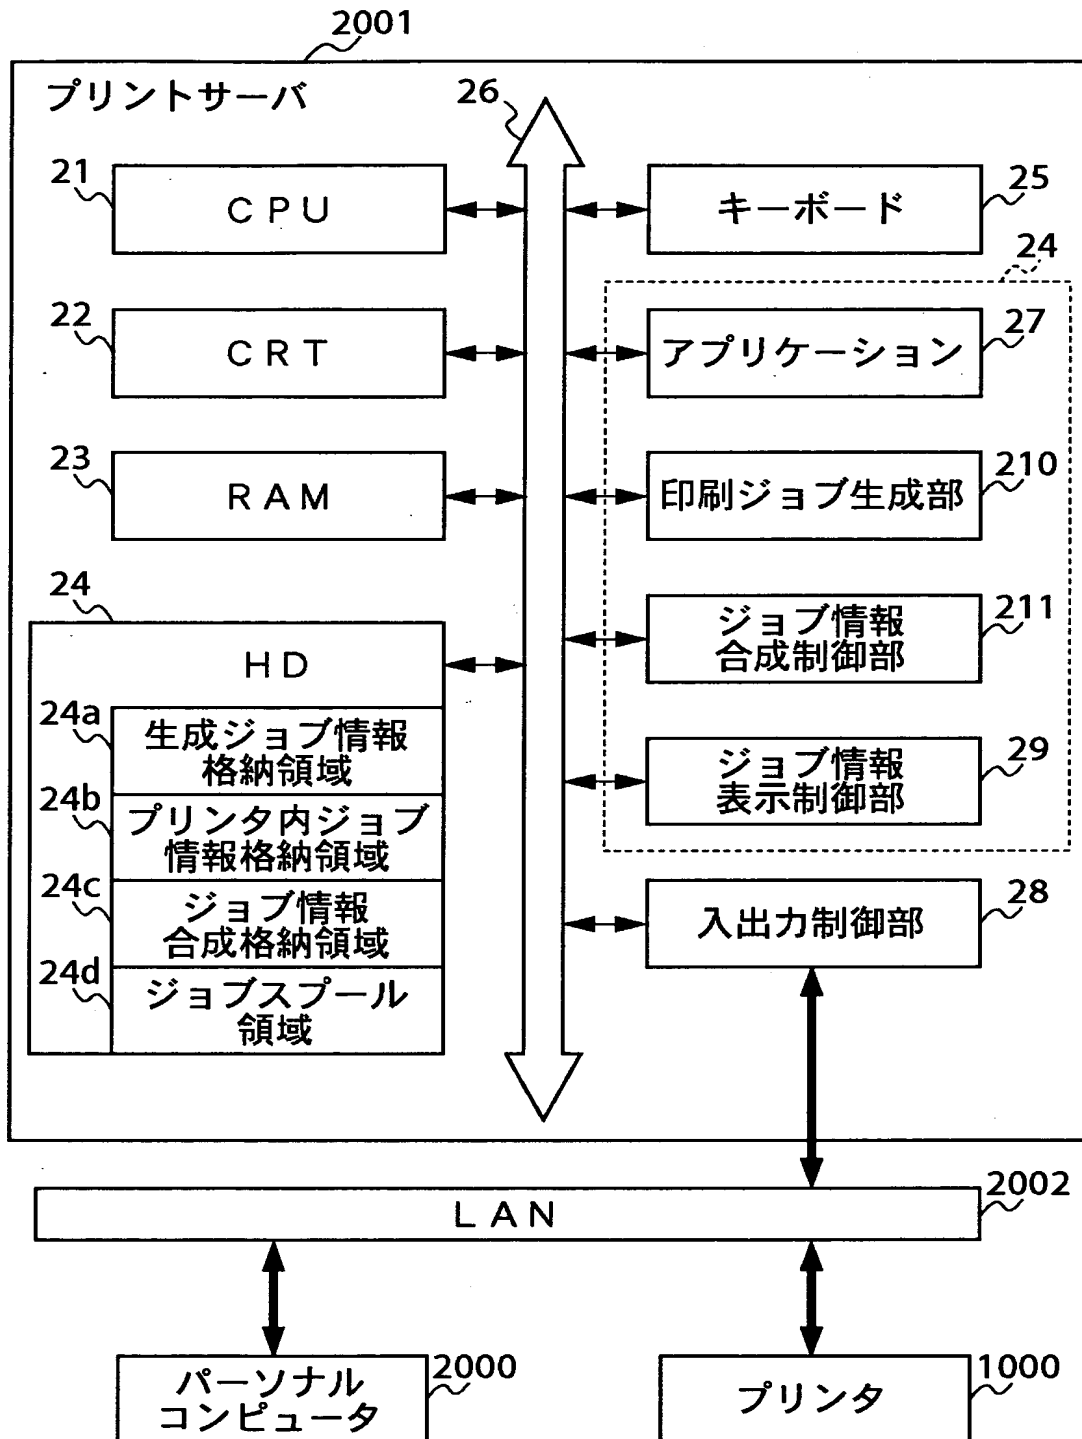 2001
プリントサーバ
26
21
CPU
25
キーボード
24
22
CRT
27
アプリケーション
23
RAM
210
印刷ジョブ生成部
24
HD
211
ジョブ情報
合成制御部
24a
生成ジョブ情報
格納領域
29
ジョブ情報
表示制御部
24b
プリンタ内ジョブ
情報格納領域
24c
ジョブ情報
合成格納領域
28
入出力制御部
24d
ジョブスプール
領域
2002
LAN
2000
パーソナル
コンピュータ
1000
プリンタ